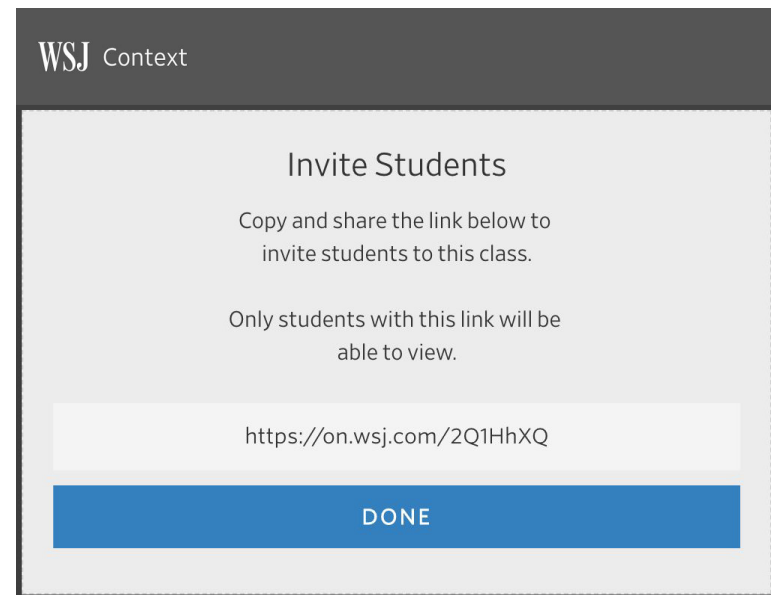 WSJ Context
Invite Students
Copy and share the link below to
invite students to this class.
Only students with this link will be
able to view.
https://on.wsj.com/2Q1HhXQ
DONE